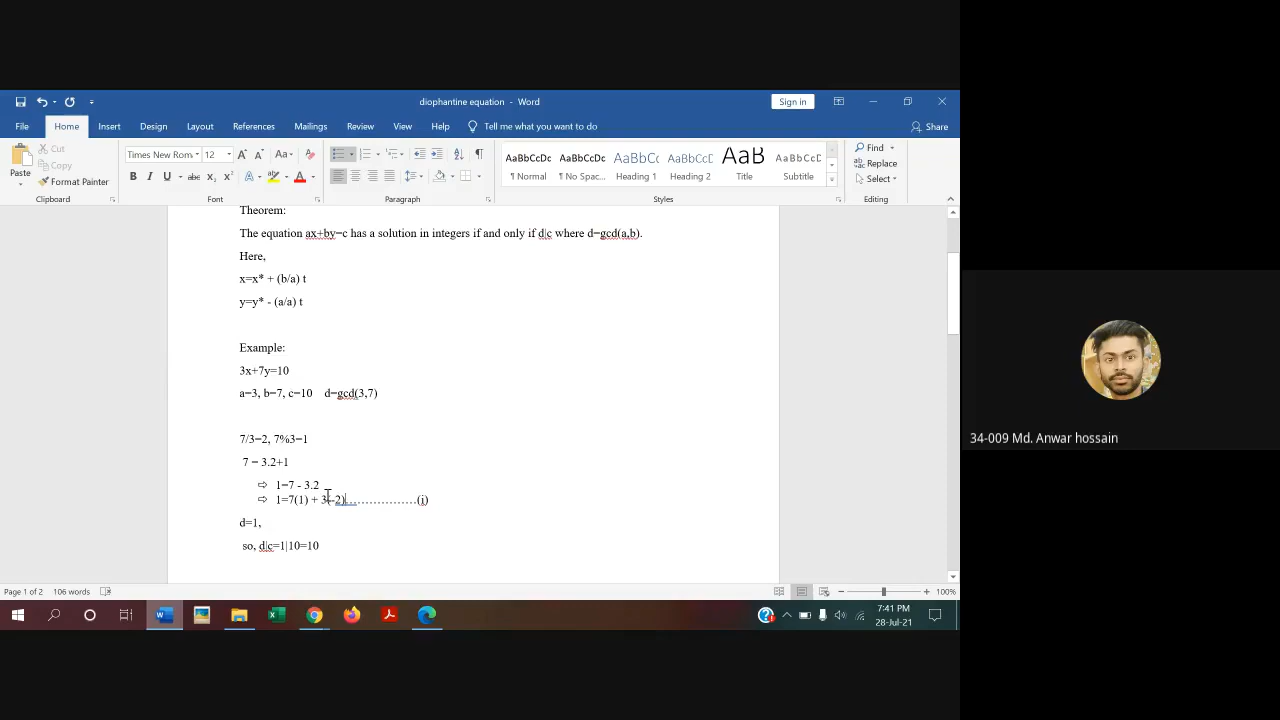 diophantine equation - Word
Sign in
File Home Insert Design Layout References Mailings Review View Help Tell me what you want to do Share
Paste
Cut
Copy
Format Painter
Times New Rom 12
Find
Replace
Select
AaBbCcDc AaBbCcDc AaBbCc AaBbCcC AaB AaBbCcD
¶ Normal ¶ No Spac... Heading 1 Heading 2 Title Subtitle
Clipboard Font Paragraph Styles Editing
Theorem:
The equation ax+by=c has a solution in integers if and only if d|c where d=gcd(a,b).
Here,
x=x* + (b/a) t
y=y* - (a/a) t
Example:
3x+7y=10
a=3, b=7, c=10 d=gcd(3,7)
7/3=2, 7%3=1
7 = 3.2+1
⇨ 1=7 - 3.2
⇨ 1=7(1) + 3(-2)....................(i)
d=1,
so, d|c=1|10=10
Page 1 of 2 106 words
100%
7:41 PM
28-Jul-21
34-009 Md. Anwar hossain